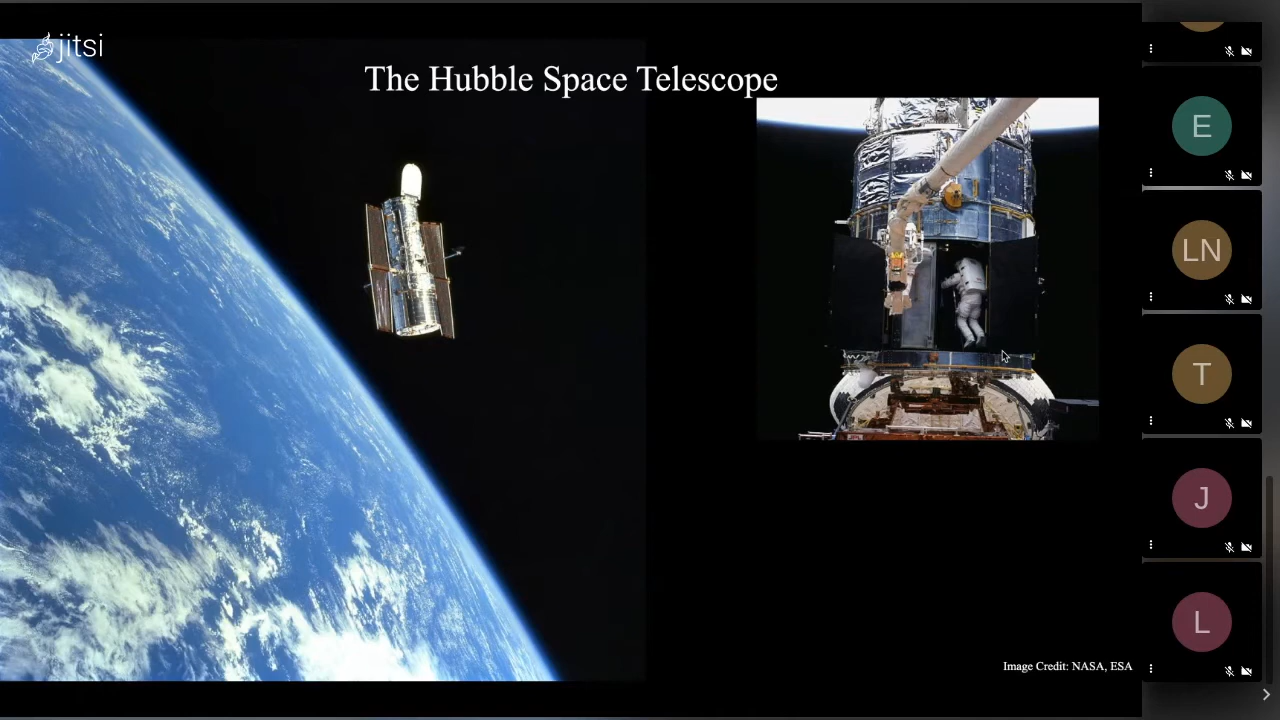 jitsi
The Hubble Space Telescope
E
LN
T
J
L
Image Credit: NASA, ESA